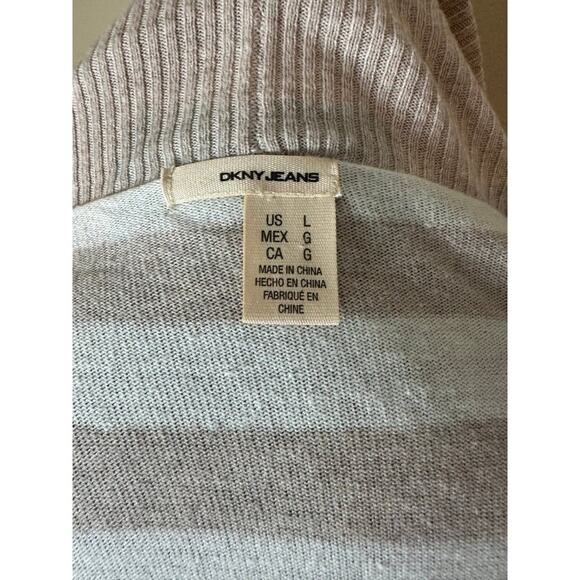 DKNY JEANS
US L
MEX G
CA G
MADE IN CHINA
HECHO EN CHINA
FABRIQUÉ EN
CHINE